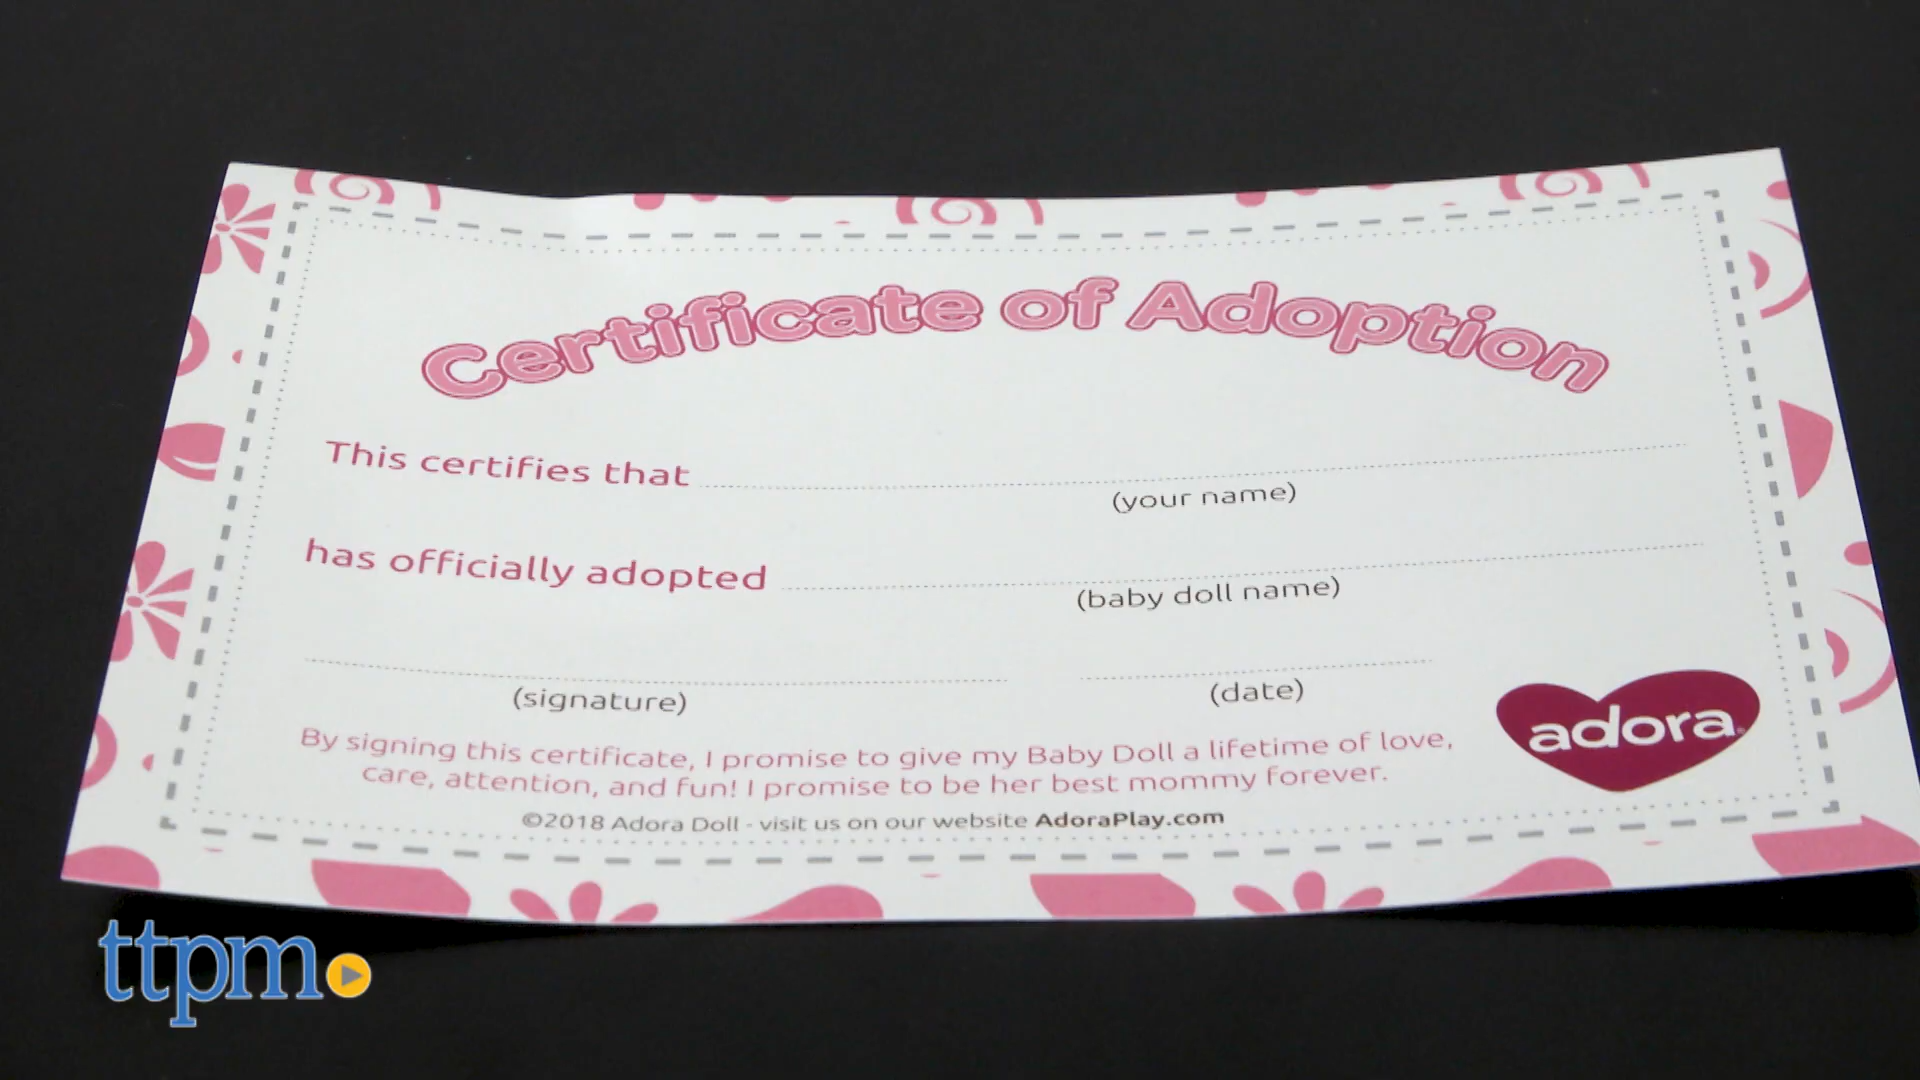 Certificate of Adoption
This certifies that
(your name)
has officially adopted
(baby doll name)
(signature)
(date)
By signing this certificate, I promise to give my Baby Doll a lifetime of love,
care, attention, and fun! I promise to be her best mommy forever.
©2018 Adora Doll - visit us on our website AdoraPlay.com
adora
ttpm